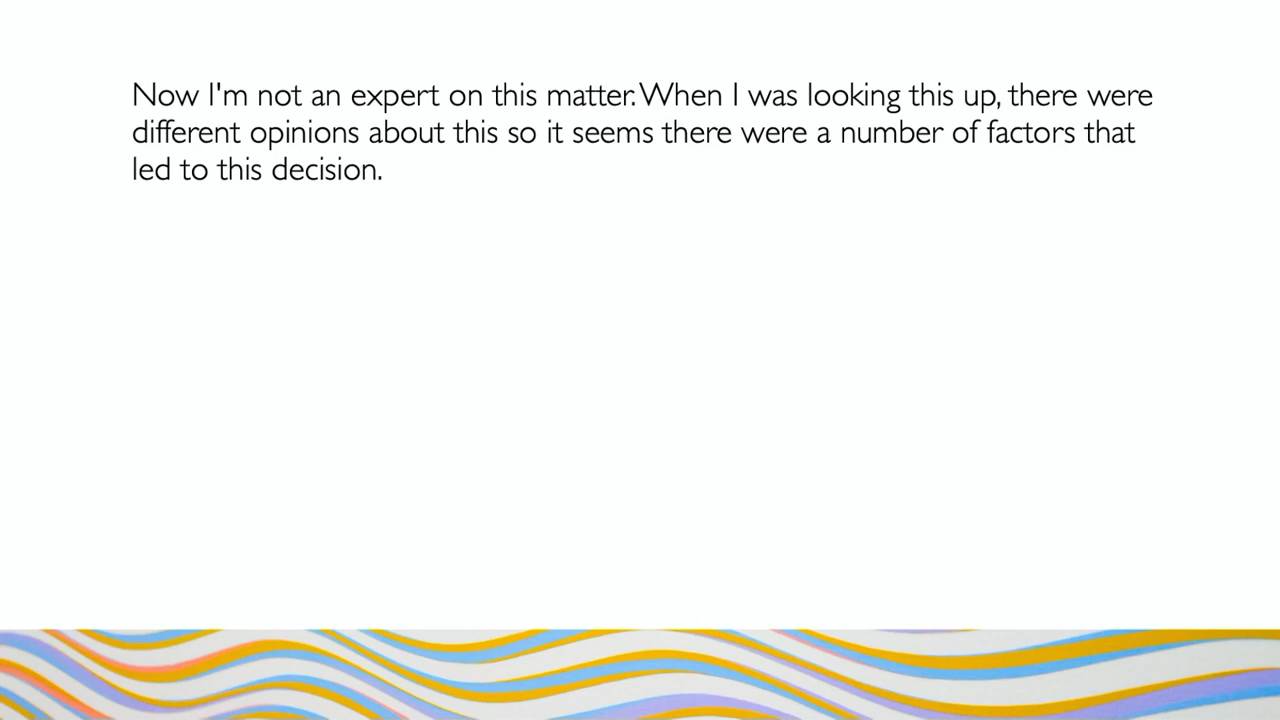 Now I'm not an expert on this matter. When I was looking this up, there were
different opinions about this so it seems there were a number of factors that
led to this decision.